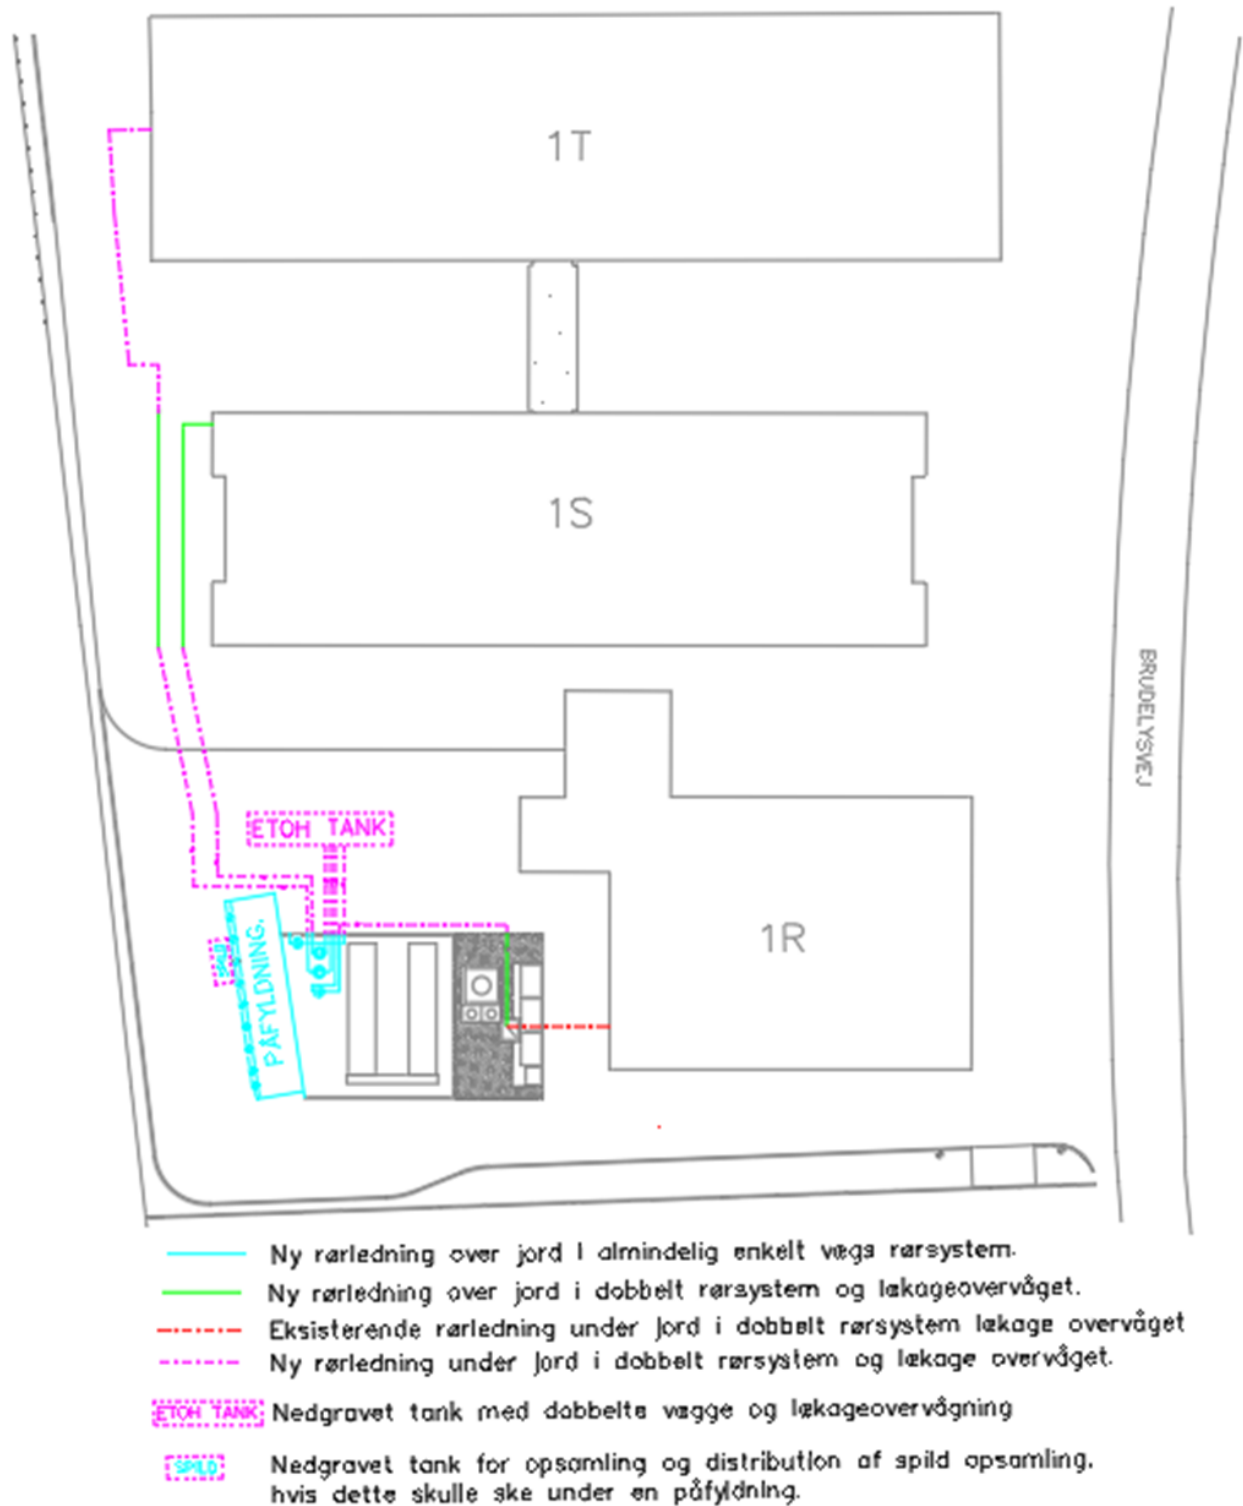 1T
1S
BRUDELYSVEJ
ETOH TANK
1R
SPILD
PÅFYLDNING.
Ny rørledning over jord I almindelig enkelt vægs rørsystem.
Ny rørledning over jord i dobbelt rørsystem og lækageovervåget.
Eksisterende rørledning under jord i dobbelt rørsystem lækage overvåget
Ny rørledning under jord i dobbelt rørsystem og lækage overvåget.
ETOH TANK Nedgravet tank med dobbelte vægge og lækageovervågning
SPILD Nedgravet tank for opsamling og distribution af spild opsamling,
hvis dette skulle ske under en påfyldning.